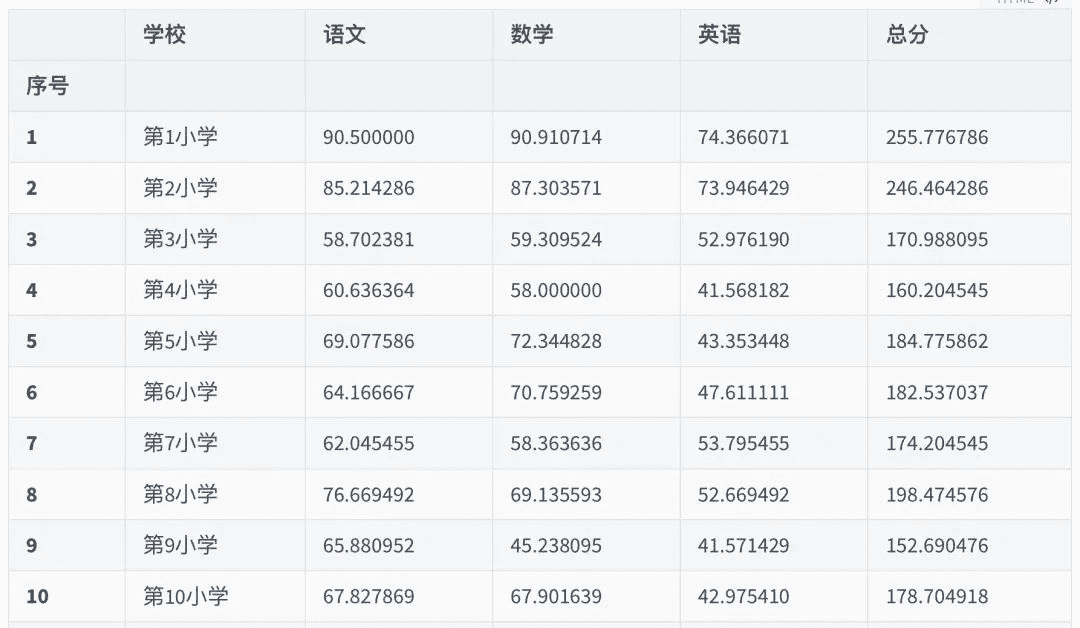 学校 语文 数学 英语 总分
序号
1 第1小学 90.500000 90.910714 74.366071 255.776786
2 第2小学 85.214286 87.303571 73.946429 246.464286
3 第3小学 58.702381 59.309524 52.976190 170.988095
4 第4小学 60.636364 58.000000 41.568182 160.204545
5 第5小学 69.077586 72.344828 43.353448 184.775862
6 第6小学 64.166667 70.759259 47.611111 182.537037
7 第7小学 62.045455 58.363636 53.795455 174.204545
8 第8小学 76.669492 69.135593 52.669492 198.474576
9 第9小学 65.880952 45.238095 41.571429 152.690476
10 第10小学 67.827869 67.901639 42.975410 178.704918